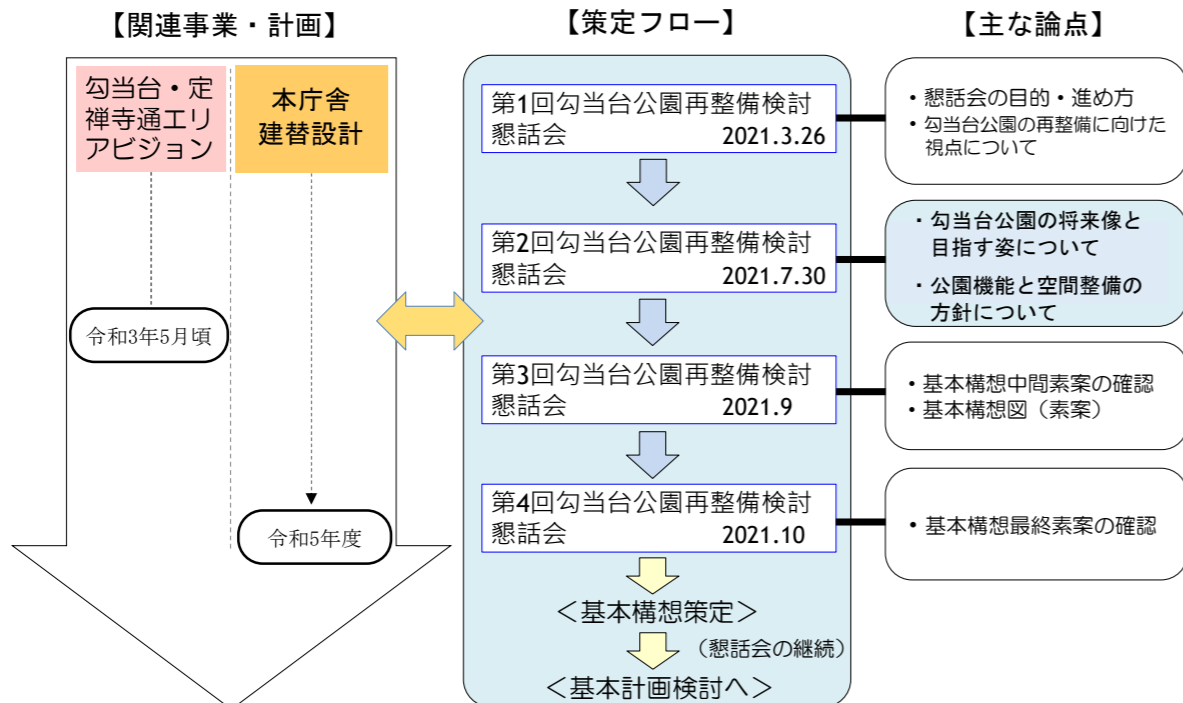 【関連事業・計画】
勾当台・定
禅寺通エリ
アビジョン
本庁舎
建替設計
令和3年5月頃
令和5年度
【策定フロー】
第1回勾当台公園再整備検討
懇話会 2021.3.26
第2回勾当台公園再整備検討
懇話会 2021.7.30
第3回勾当台公園再整備検討
懇話会 2021.9
第4回勾当台公園再整備検討
懇話会 2021.10
＜基本構想策定＞
（懇話会の継続）
＜基本計画検討へ＞
【主な論点】
・懇話会の目的・進め方
・勾当台公園の再整備に向けた
視点について
・勾当台公園の将来像と
目指す姿について
・公園機能と空間整備の
方針について
・基本構想中間素案の確認
・基本構想図（素案）
・基本構想最終素案の確認